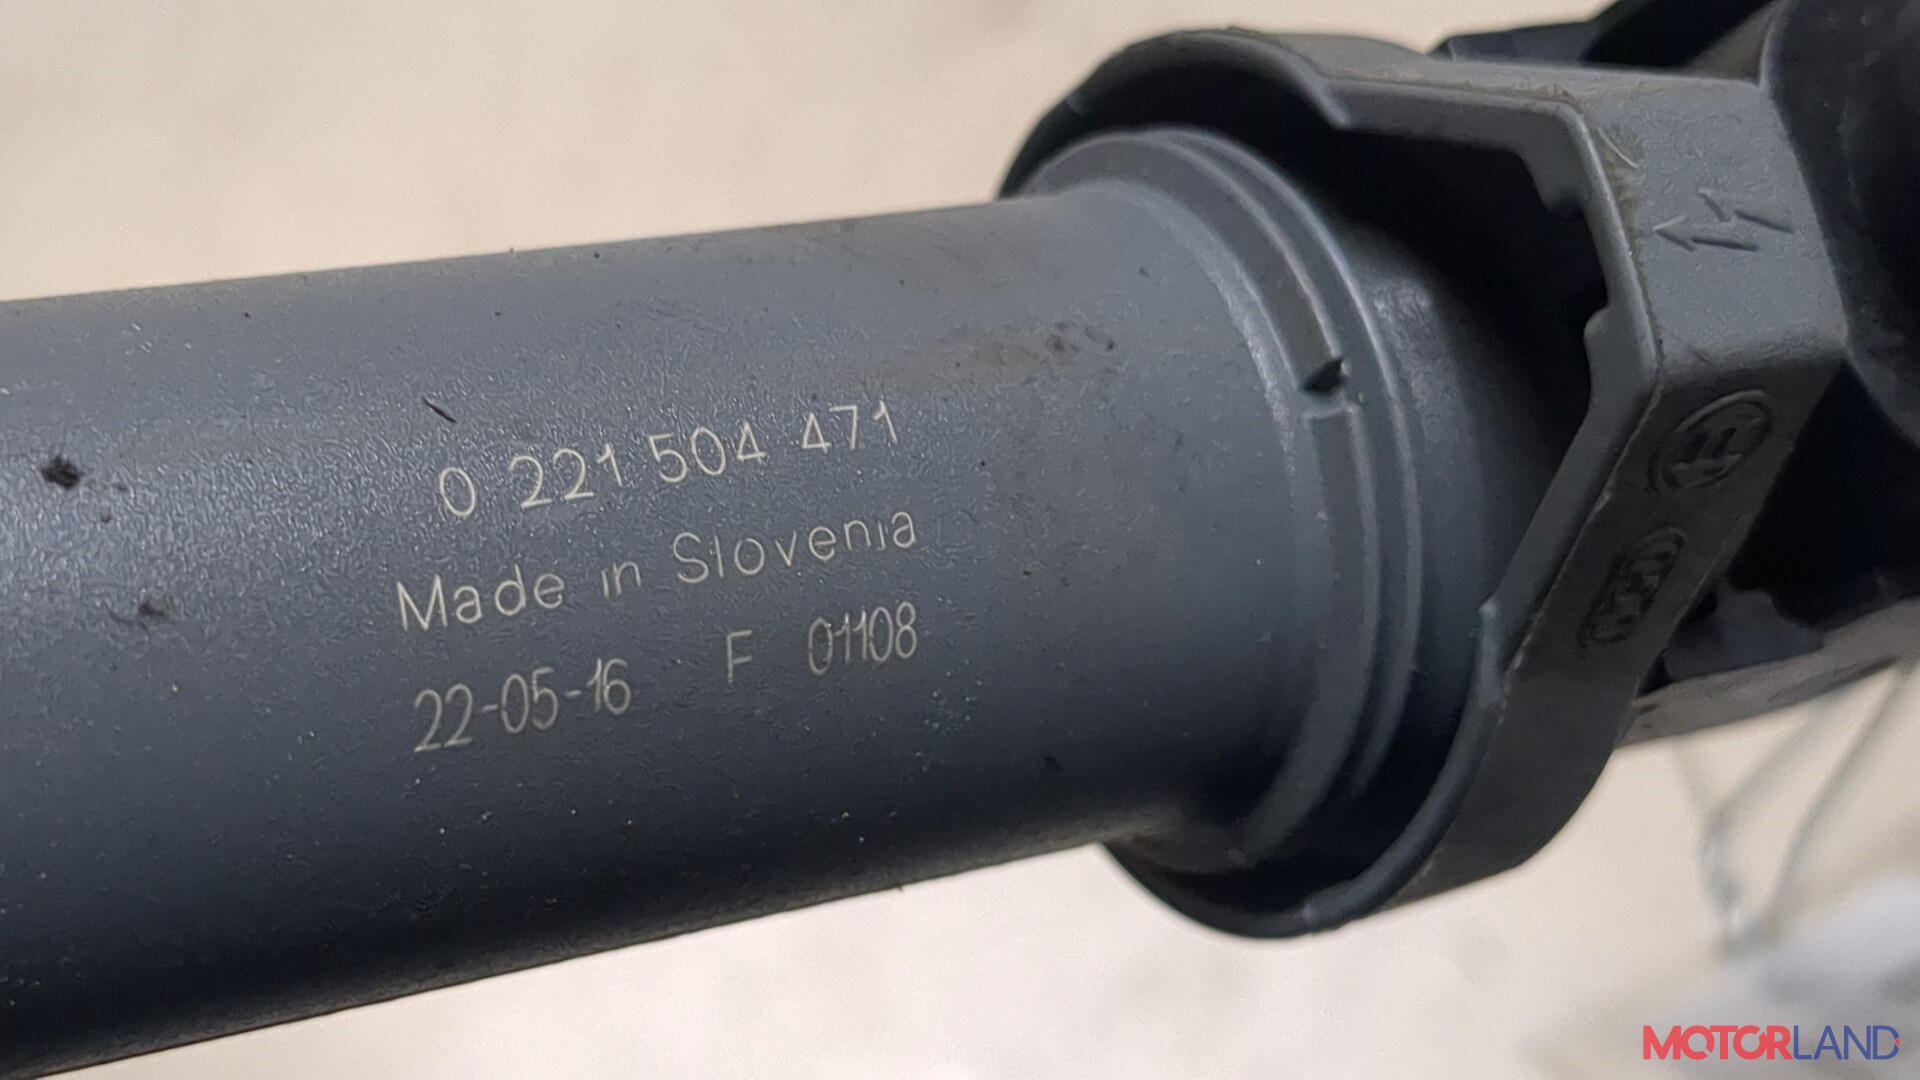 0 221 504 471
Made in Slovenia
22-05-16 F 01108
MOTORLAND